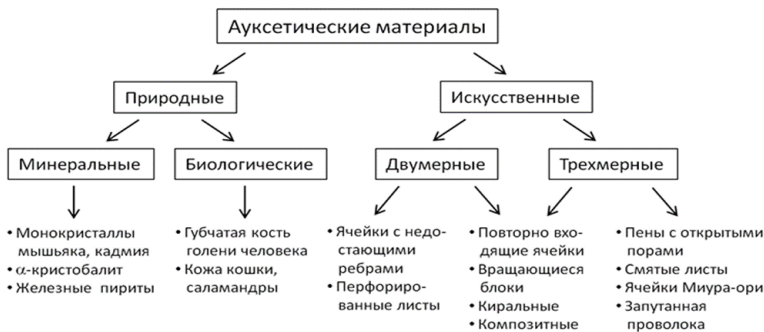 Ауксетические материалы
Природные
Искусственные
Минеральные
Биологические
Двумерные
Трехмерные
• Монокристаллы
мышьяка, кадмия
• α-кристобалит
• Железные пириты
• Губчатая кость
голени человека
• Кожа кошки,
саламандры
• Ячейки с недо-
стающими
ребрами
• Перфориро-
ванные листы
• Повторно вхо-
дящие ячейки
• Вращающиеся
блоки
• Киральные
• Композитные
• Пены с открытыми
порами
• Смятые листы
• Ячейки Миура-ори
• Запутанная
проволока